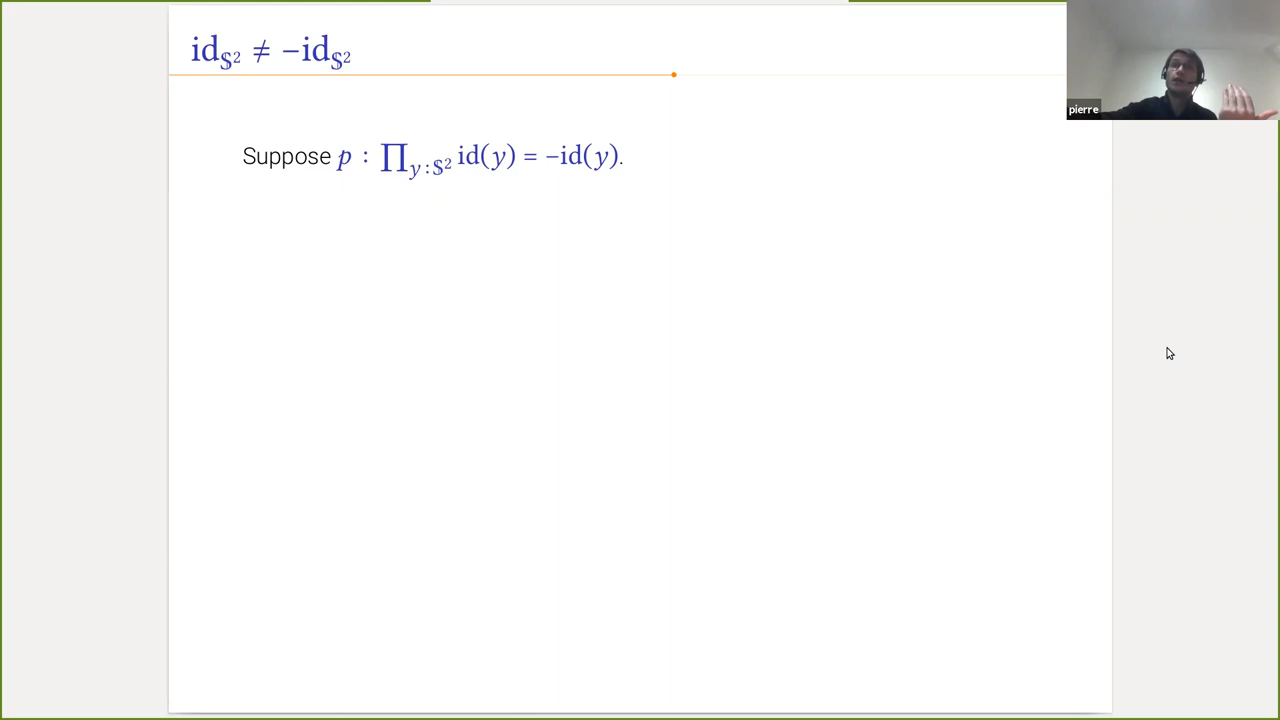 id_$² ≠ −id_$²
pierre
Suppose p : ∏_{y:$²} id(y) = −id(y).